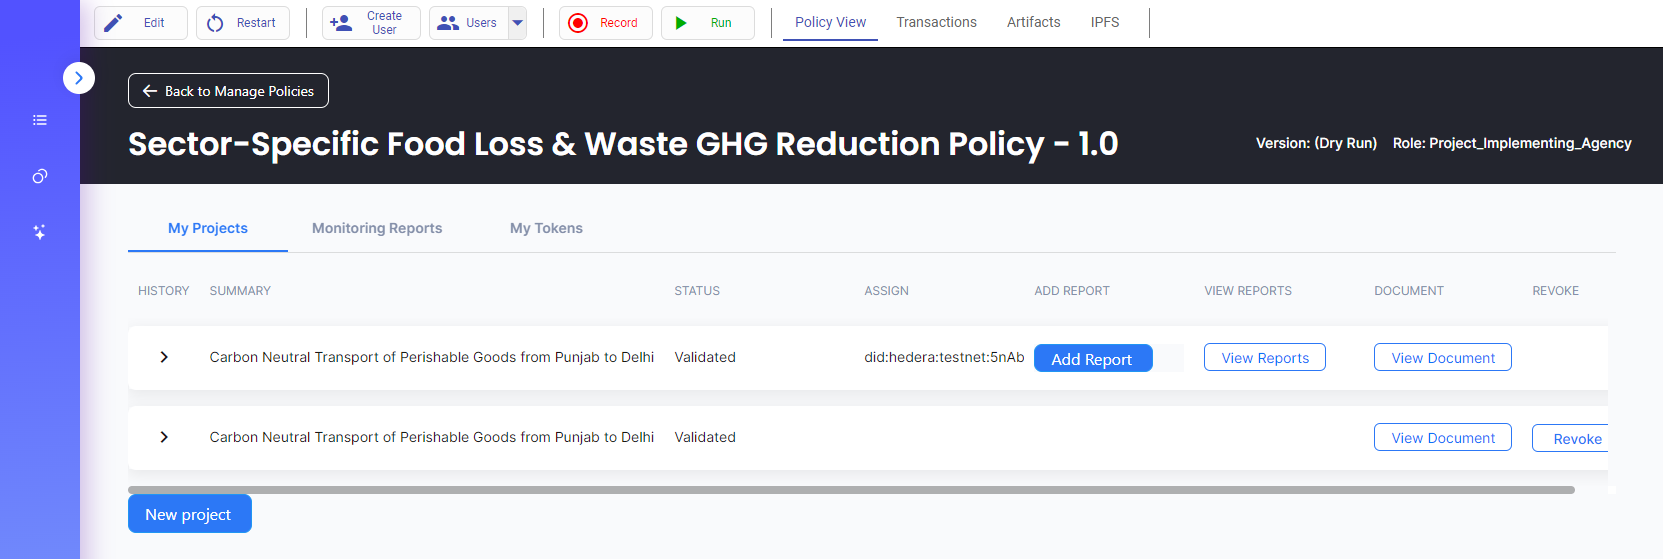 Edit Restart Create User Users Record Run Policy View Transactions Artifacts IPFS
Back to Manage Policies
Sector-Specific Food Loss & Waste GHG Reduction Policy - 1.0
Version: (Dry Run) Role: Project_Implementing_Agency
My Projects Monitoring Reports My Tokens
HISTORY SUMMARY STATUS ASSIGN ADD REPORT VIEW REPORTS DOCUMENT REVOKE
Carbon Neutral Transport of Perishable Goods from Punjab to Delhi Validated did:hedera:testnet:5nAb Add Report View Reports View Document
Carbon Neutral Transport of Perishable Goods from Punjab to Delhi Validated View Document Revoke
New project